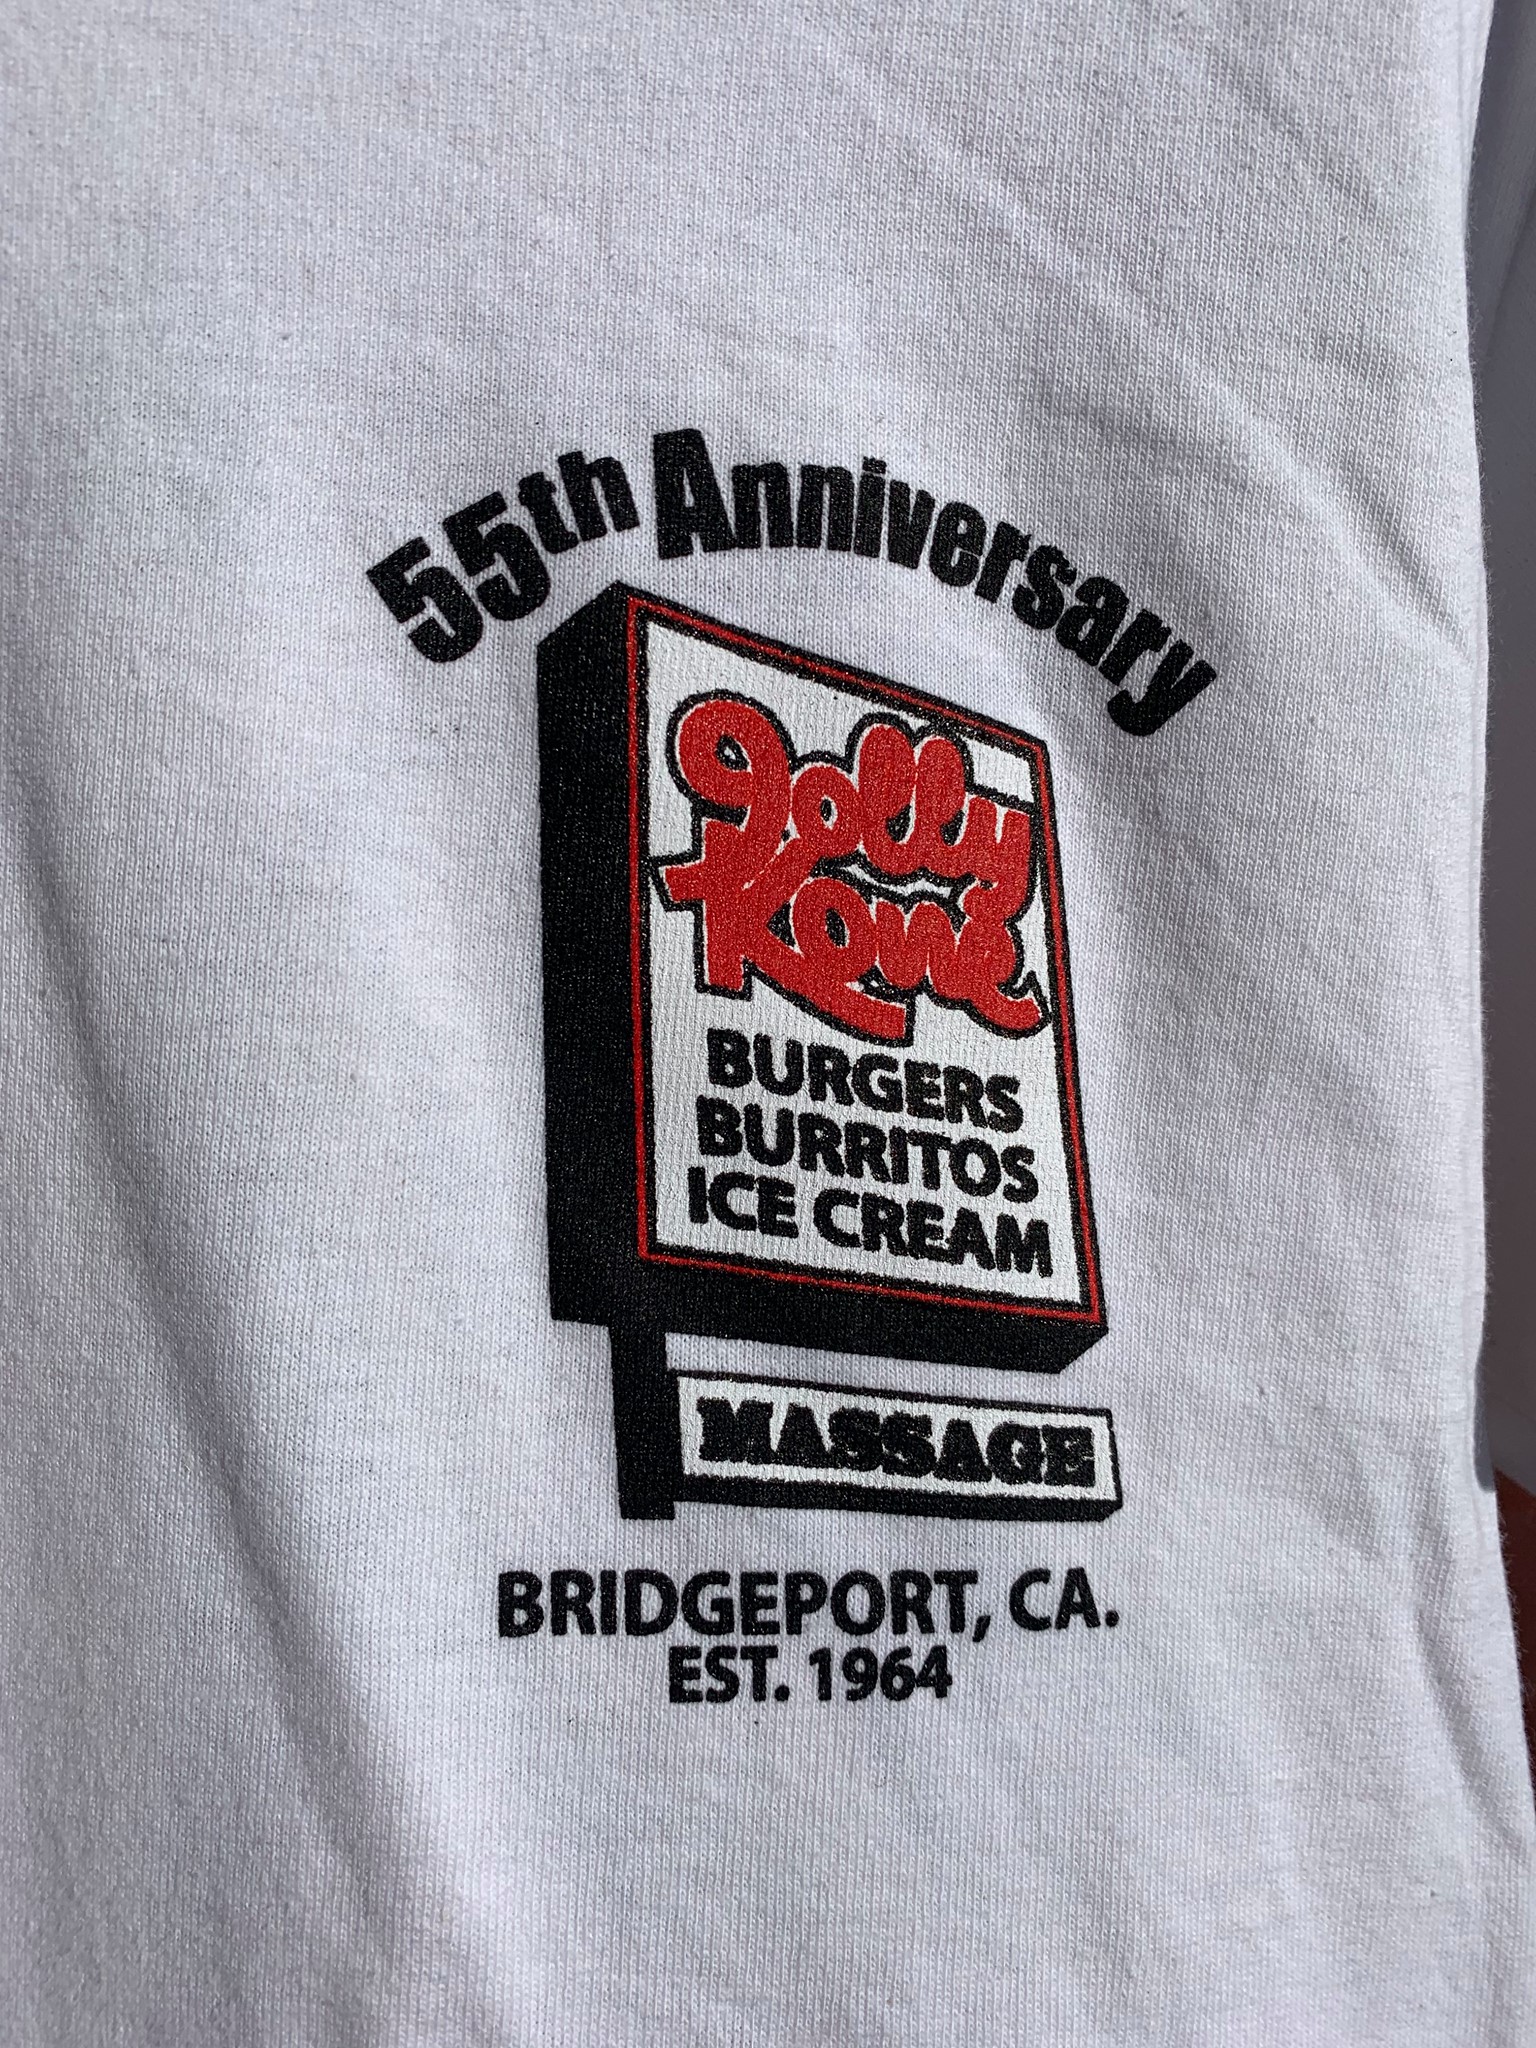 55th Anniversary
Jolly
Kone
BURGERS
BURRITOS
ICE CREAM
MASSAGE
BRIDGEPORT, CA.
EST. 1964